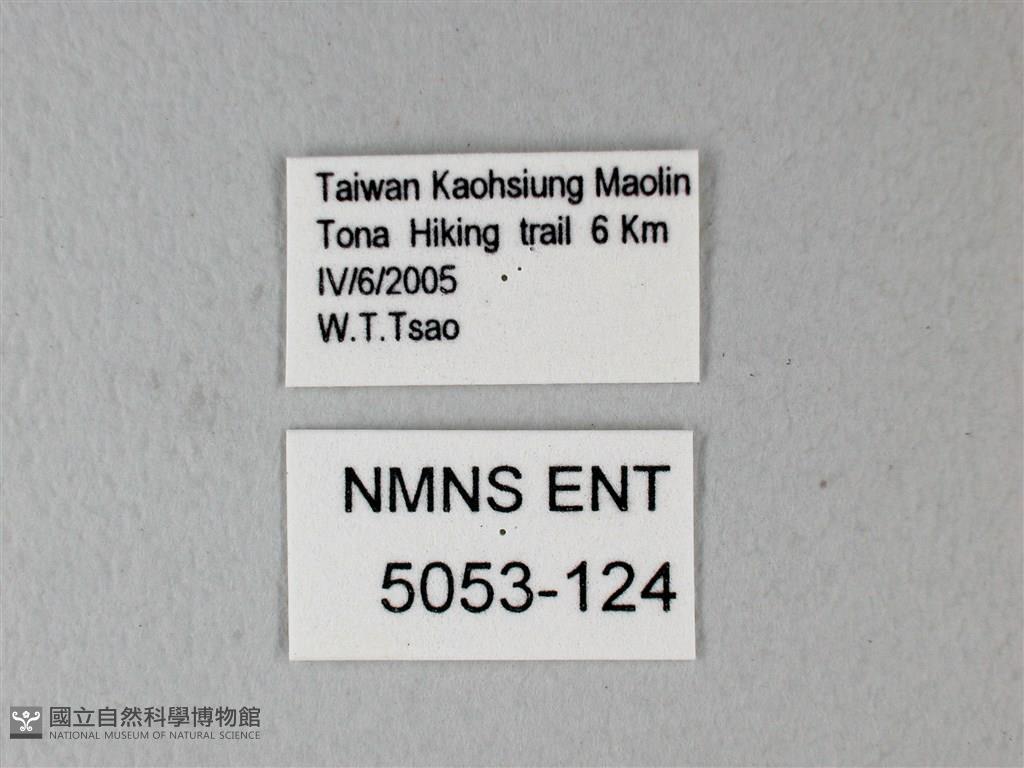 Taiwan Kaohsiung Maolin
Tona Hiking trail 6 Km
IV/6/2005
W.T.Tsao
NMNS ENT
5053-124
國立自然科學博物館
NATIONAL MUSEUM OF NATURAL SCIENCE